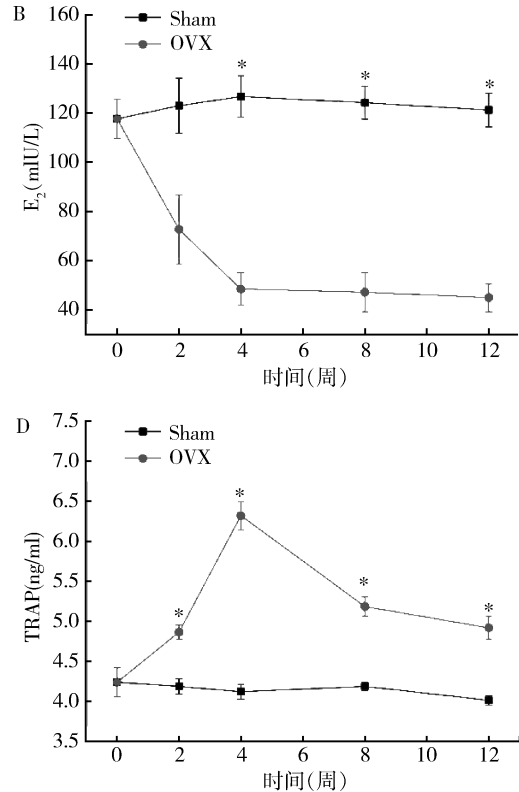 B
160
140
120
100
80
60
40
E₂(mIU/L)
Sham
OVX
*
*
*
0 2 4 6 8 10 12
时间(周)
D
7.5
7.0
6.5
6.0
5.5
5.0
4.5
4.0
3.5
TRAP(ng/ml)
Sham
OVX
*
*
*
*
0 2 4 6 8 10 12
时间(周)